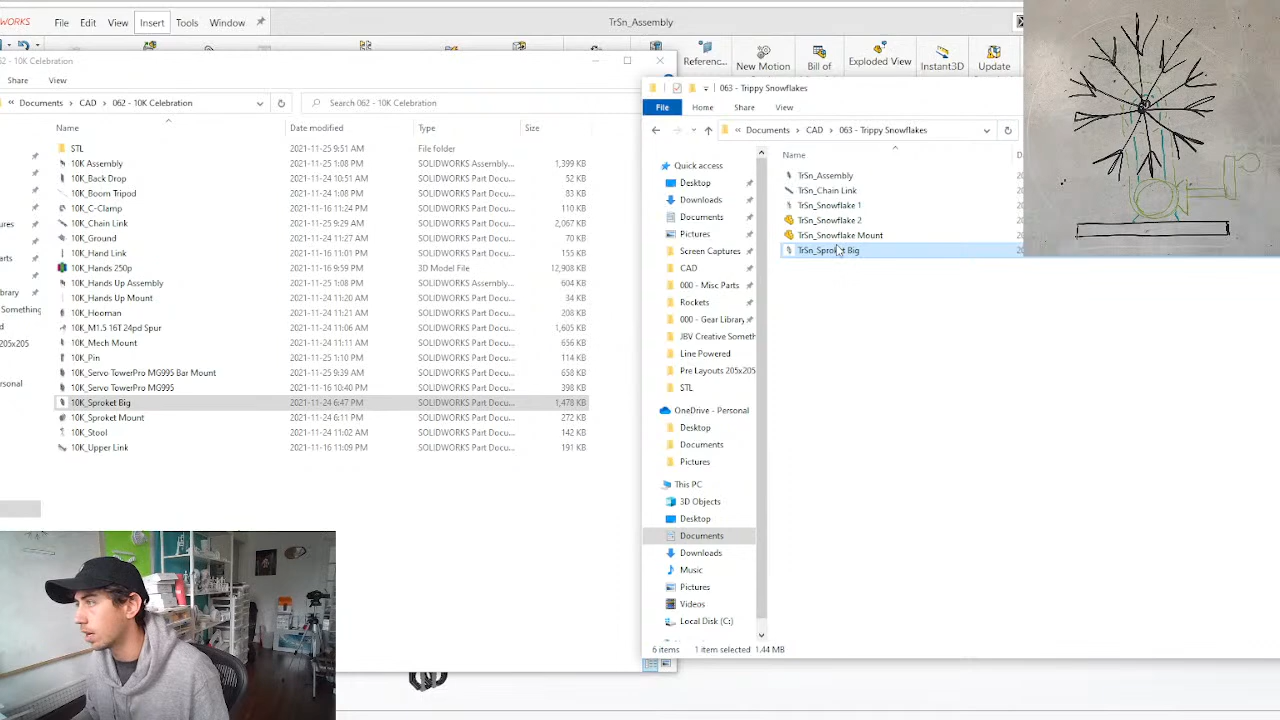 ORKS File Edit View Insert Tools Window TrSn_Assembly
Referenc... New Motion Bill of Exploded View Instant3D Update
62 - 10K Celebration
Share View
« Documents > CAD > 062 - 10K Celebration Search 062 - 10K Celebration
Name Date modified Type Size
STL 2021-11-25 9:51 AM File folder
10K Assembly 2021-11-25 1:08 PM SOLIDWORKS Assembly... 1,399 KB
10K_Back Drop 2021-11-25 10:51 AM SOLIDWORKS Part Docu... 52 KB
10K_Boom Tripod 2021-11-24 1:08 PM SOLIDWORKS Part Docu... 83 KB
10K_C-Clamp 2021-11-16 11:24 PM SOLIDWORKS Part Docu... 102 KB
10K_Chain Link 2021-11-25 9:29 AM SOLIDWORKS Part Docu... 2,067 KB
10K_Ground 2021-11-24 11:27 AM SOLIDWORKS Part Docu... 70 KB
10K_Hand Link 2021-11-16 11:01 PM SOLIDWORKS Part Docu... 155 KB
10K_Hands 250p 2021-11-16 9:59 PM 3D Model File 12,908 KB
10K_Hands Up Assembly 2021-11-25 1:08 PM SOLIDWORKS Assembly... 604 KB
10K_Hands Up Mount 2021-11-24 11:20 AM SOLIDWORKS Part Docu... 34 KB
10K_Hooman 2021-11-24 11:21 AM SOLIDWORKS Part Docu... 208 KB
10K_M1.5 16T 24pd Spur 2021-11-24 11:06 AM SOLIDWORKS Part Docu... 1,605 KB
10K_Mech Mount 2021-11-24 11:11 AM SOLIDWORKS Part Docu... 656 KB
10K_Pin 2021-11-25 1:10 PM SOLIDWORKS Part Docu... 114 KB
10K_Servo TowerPro MG995 Bar Mount 2021-11-25 9:39 AM SOLIDWORKS Part Docu... 658 KB
10K_Servo TowerPro MG995 2021-11-16 10:40 PM SOLIDWORKS Part Docu... 398 KB
10K_Sproket Big 2021-11-24 6:47 PM SOLIDWORKS Part Docu... 1,478 KB
10K_Sproket Mount 2021-11-24 6:11 PM SOLIDWORKS Part Docu... 272 KB
10K_Stool 2021-11-24 11:02 AM SOLIDWORKS Part Docu... 142 KB
10K_Upper Link 2021-11-16 11:09 PM SOLIDWORKS Part Docu... 191 KB
tures
arts
brary
Something
205x205
ersonal
063 - Trippy Snowflakes
File Home Share View
« Documents > CAD > 063 - Trippy Snowflakes
Name
TrSn_Assembly
TrSn_Chain Link
TrSn_Snowflake 1
TrSn_Snowflake 2
TrSn_Snowflake Mount
TrSn_Sproket Big
Quick access
Desktop
Downloads
Documents
Pictures
Screen Captures
CAD
000 - Misc Parts
Rockets
000 - Gear Library
JBV Creative Someth
Line Powered
Pre Layouts 205x205
STL
OneDrive - Personal
Desktop
Documents
Pictures
This PC
3D Objects
Desktop
Documents
Downloads
Music
Pictures
Videos
Local Disk (C:)
6 items 1 item selected 1.44 MB